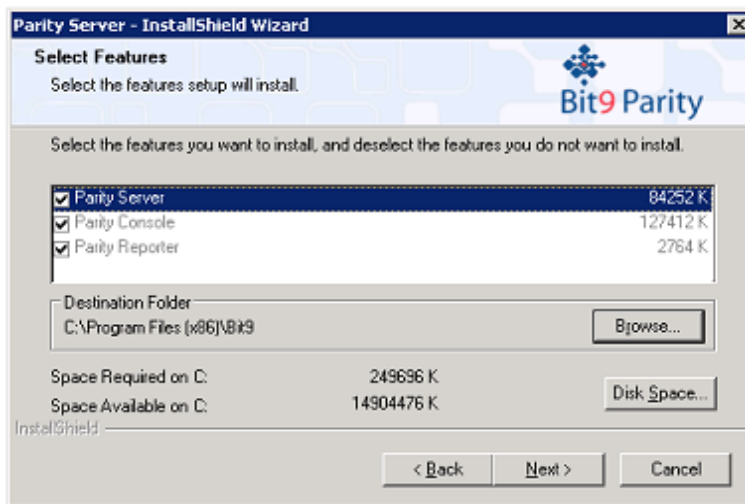 Parity Server - InstallShield Wizard
Select Features
Select the features setup will install.
Bit9 Parity
Select the features you want to install, and deselect the features you do not want to install.
Parity Server 84252 K
Parity Console 127412 K
Parity Reporter 2764 K
Destination Folder
C:\Program Files (x86)\Bit9
Browse...
Space Required on C: 249696 K
Space Available on C: 14904476 K
Disk Space...
InstallShield
< Back Next > Cancel